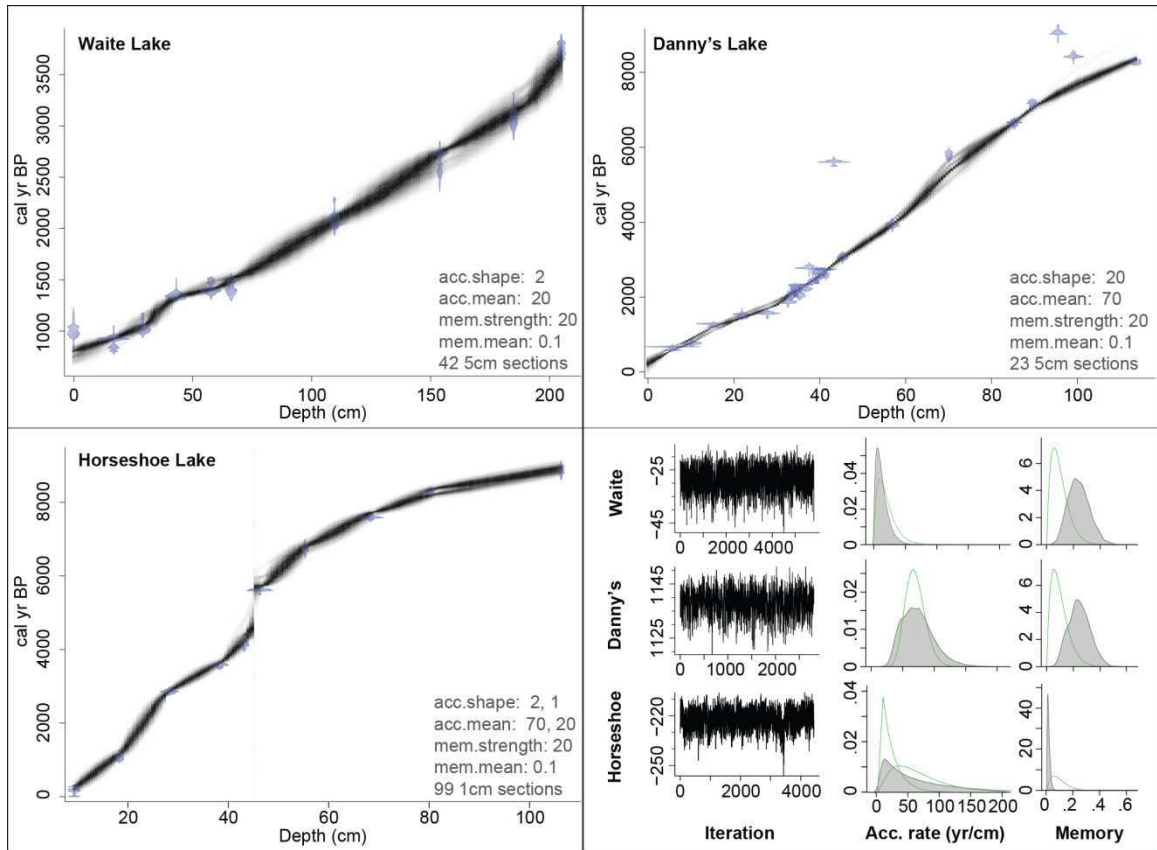 Waite Lake
cal yr BP
3500
3000
2500
2000
1500
1000
acc.shape: 2
acc.mean: 20
mem.strength: 20
mem.mean: 0.1
42 5cm sections
0 50 100 150 200
Depth (cm)
Danny's Lake
cal yr BP
8000
6000
4000
2000
0
acc.shape: 20
acc.mean: 70
mem.strength: 20
mem.mean: 0.1
23 5cm sections
0 20 40 60 80 100
Depth (cm)
Horseshoe Lake
cal yr BP
8000
6000
4000
2000
0
acc.shape: 2, 1
acc.mean: 70, 20
mem.strength: 20
mem.mean: 0.1
99 1cm sections
20 40 60 80 100
Depth (cm)
Waite
−25
−45
0 2000 4000
.04
.02
0
6
4
2
0
Danny's
1145
1125
0 1000 2000
.02
.01
0
6
4
2
0
Horseshoe
−220
−250
0 2000 4000
.04
.02
0
0 50 100 150 200
40
20
0
0 .2 .4 .6
Iteration
Acc. rate (yr/cm)
Memory